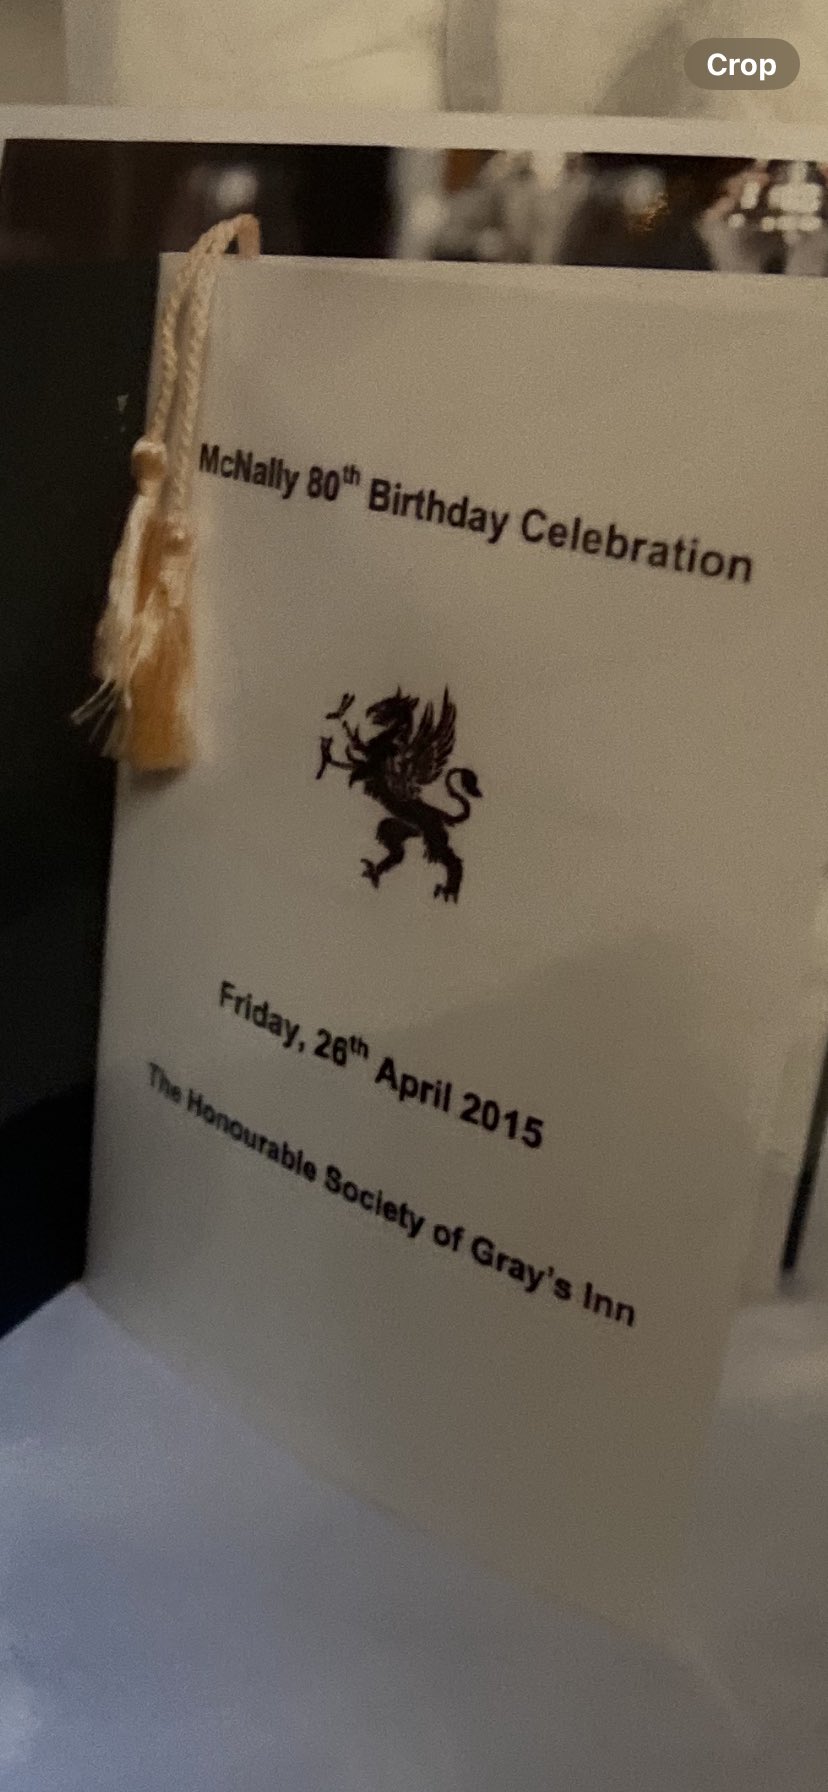 Crop
McNally 80th Birthday Celebration
Friday, 26th April 2015
The Honourable Society of Gray's Inn